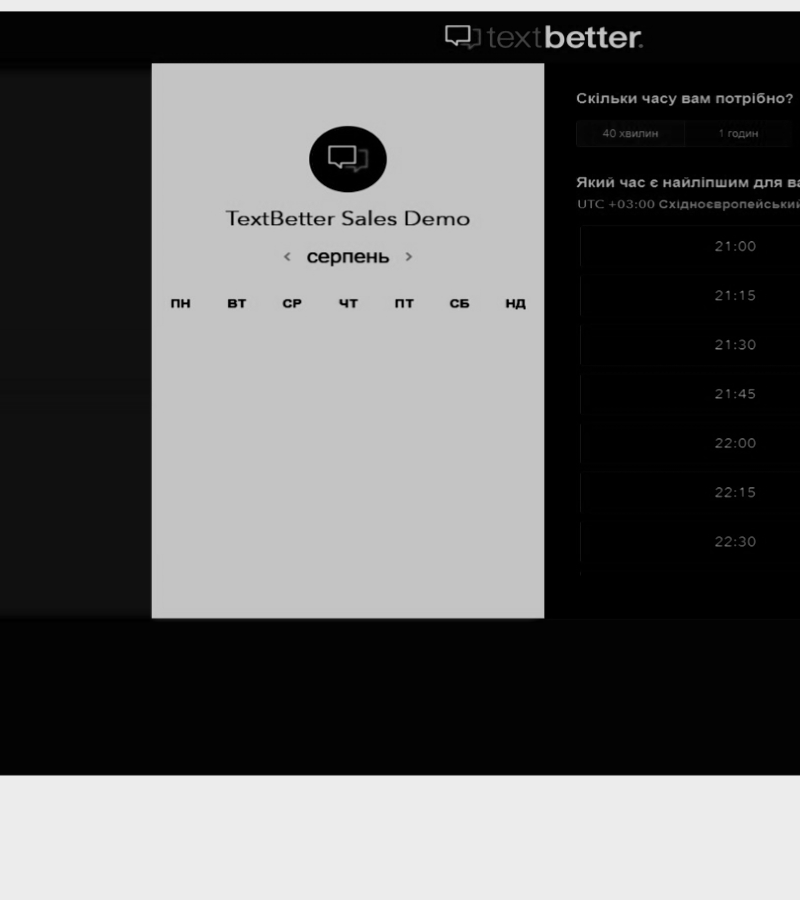 textbetter.
TextBetter Sales Demo
‹ серпень ›
ПН ВТ СР ЧТ ПТ СБ НД
Скільки часу вам потрібно?
40 хвилин 1 годин
Який час є найліпшим для
UTC +03:00 Східноєвропейський
21:00
21:15
21:30
21:45
22:00
22:15
22:30